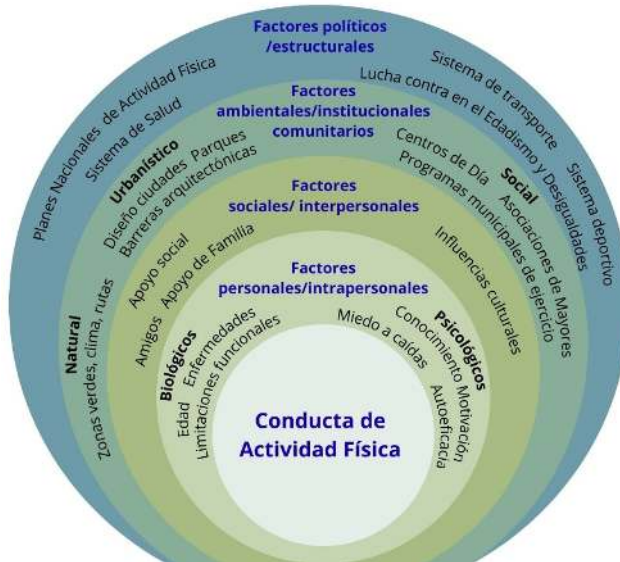 Factores políticos
/estructurales
Planes Nacionales de Actividad Física
Sistema de Salud
Sistema de transporte
Lucha contra en el Edadismo y Desigualdades
Sistema deportivo
Factores
ambientales/institucionales
comunitarios
Urbanístico
Diseño ciudades Parques
Barreras arquitectónicas
Natural
Zonas verdes, clima, rutas
Social
Centros de Día
Asociaciones de Mayores
Programas municipales de ejercicio
Factores
sociales/ interpersonales
Apoyo social
Amigos Apoyo de Familia
Influencias culturales
Factores
personales/intrapersonales
Biológicos
Edad Enfermedades
Limitaciones funcionales
Psicológicos
Conocimiento Motivación
Miedo a caídas Autoeficacia
Conducta de
Actividad Física